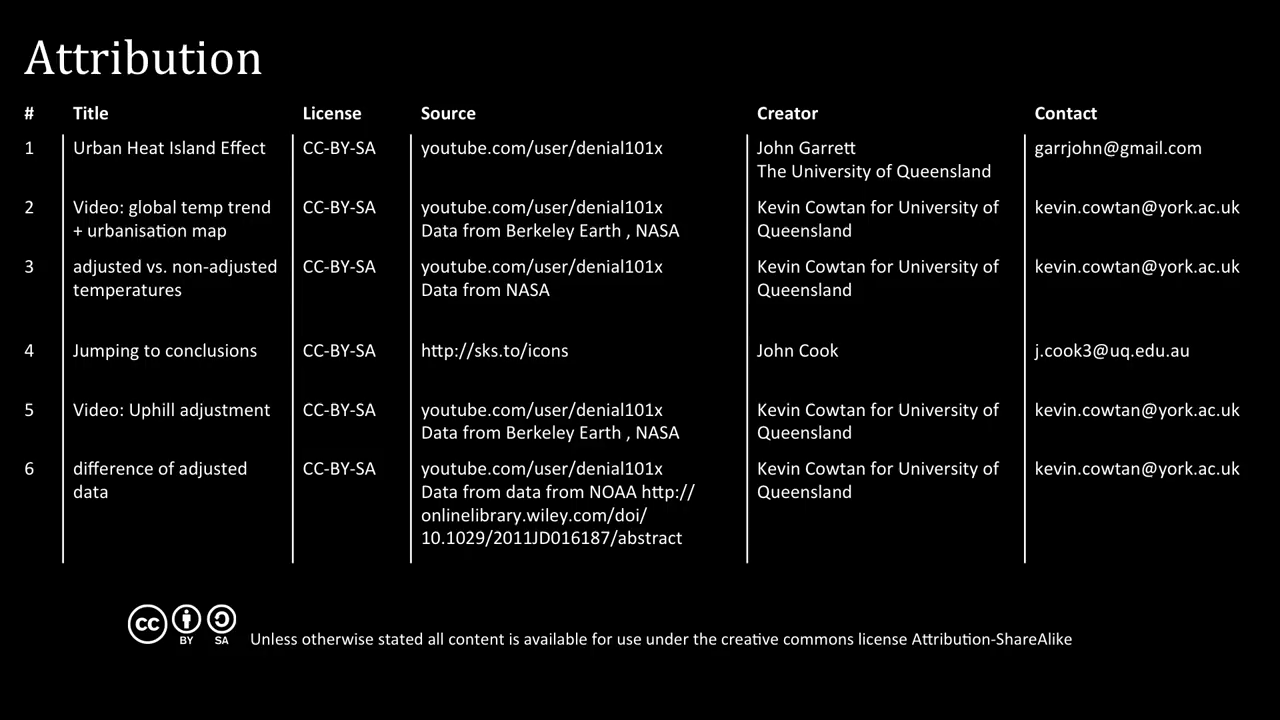 Attribution
# Title License Source Creator Contact
1 Urban Heat Island Effect CC-BY-SA youtube.com/user/denial101x John Garrett garrjohn@gmail.com
The University of Queensland
2 Video: global temp trend CC-BY-SA youtube.com/user/denial101x Kevin Cowtan for University of kevin.cowtan@york.ac.uk
+ urbanisation map Data from Berkeley Earth , NASA Queensland
3 adjusted vs. non-adjusted CC-BY-SA youtube.com/user/denial101x Kevin Cowtan for University of kevin.cowtan@york.ac.uk
temperatures Data from NASA Queensland
4 Jumping to conclusions CC-BY-SA http://sks.to/icons John Cook j.cook3@uq.edu.au
5 Video: Uphill adjustment CC-BY-SA youtube.com/user/denial101x Kevin Cowtan for University of kevin.cowtan@york.ac.uk
Data from Berkeley Earth , NASA Queensland
6 difference of adjusted CC-BY-SA youtube.com/user/denial101x Kevin Cowtan for University of kevin.cowtan@york.ac.uk
data Data from data from NOAA http:// Queensland
onlinelibrary.wiley.com/doi/
10.1029/2011JD016187/abstract
cc BY SA Unless otherwise stated all content is available for use under the creative commons license Attribution-ShareAlike